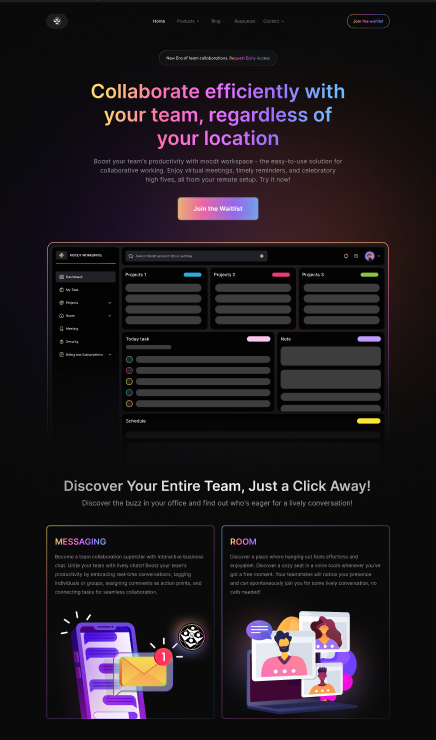 Home Products Blog Resources Contact
Join the waitlist
New Era of team collaborations. Request Early Access
Collaborate efficiently with
your team, regardless of
your location
Boost your team's productivity with mocdt workspace - the easy-to-use solution for
collaborative working. Enjoy virtual meetings, timely reminders, and celebratory
high fives, all from your remote setup. Try it now!
Join the Waitlist
MOCDT WORKSPACE
Dashboard
My Task
Projects
Room
Meeting
Security
Billing and Subscriptions
Projects 1
Projects 2
Projects 3
Today task
Note
Schedule
Discover Your Entire Team, Just a Click Away!
Discover the buzz in your office and find out who's eager for a lively conversation!
MESSAGING
Become a team collaboration superstar with interactive business
chat. Unite your team with lively chats! Boost your team's
productivity by embracing real-time conversations, tagging
individuals or groups, assigning comments as action points, and
connecting tasks for seamless collaboration.
1
ROOM
Discover a place where hanging out feels effortless and
enjoyable!. Discover a cozy seat in a voice room whenever you've
got a free moment. Your teammates will notice your presence
and can spontaneously join you for some lively conversation, no
calls needed!